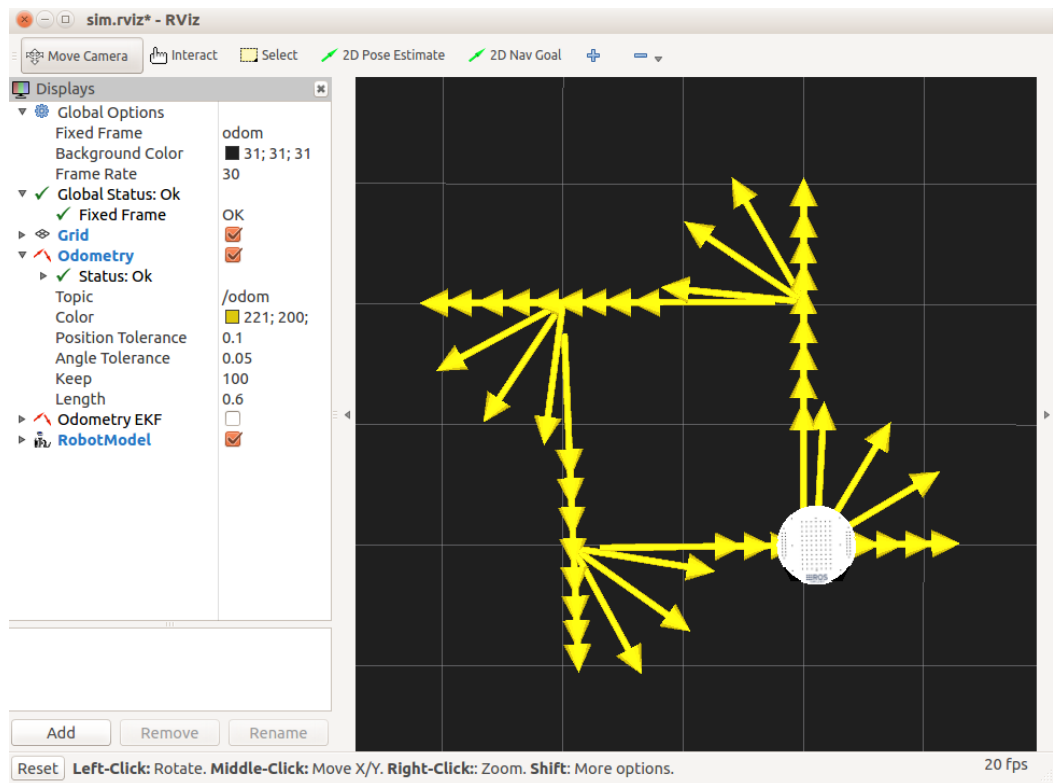 sim.rviz* - RViz
Move Camera Interact Select 2D Pose Estimate 2D Nav Goal
Displays
Global Options
Fixed Frame odom
Background Color 31; 31; 31
Frame Rate 30
Global Status: Ok
Fixed Frame OK
Grid
Odometry
Status: Ok
Topic /odom
Color 221; 200;
Position Tolerance 0.1
Angle Tolerance 0.05
Keep 100
Length 0.6
Odometry EKF
RobotModel
ROS
Add Remove Rename
Reset Left-Click: Rotate. Middle-Click: Move X/Y. Right-Click:: Zoom. Shift: More options. 20 fps